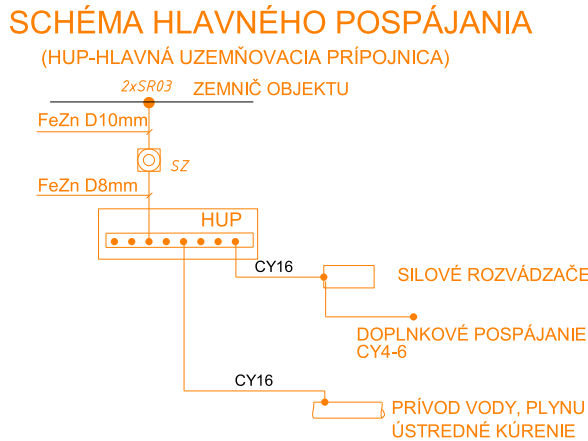 SCHÉMA HLAVNÉHO POSPÁJANIA
(HUP-HLAVNÁ UZEMŇOVACIA PRÍPOJNICA)
2xSR03 ZEMNIČ OBJEKTU
FeZn D10mm
SZ
FeZn D8mm
HUP
CY16
SILOVÉ ROZVÁDZAČE
DOPLNKOVÉ POSPÁJANIE
CY4-6
CY16
PRÍVOD VODY, PLYNU
ÚSTREDNÉ KÚRENIE